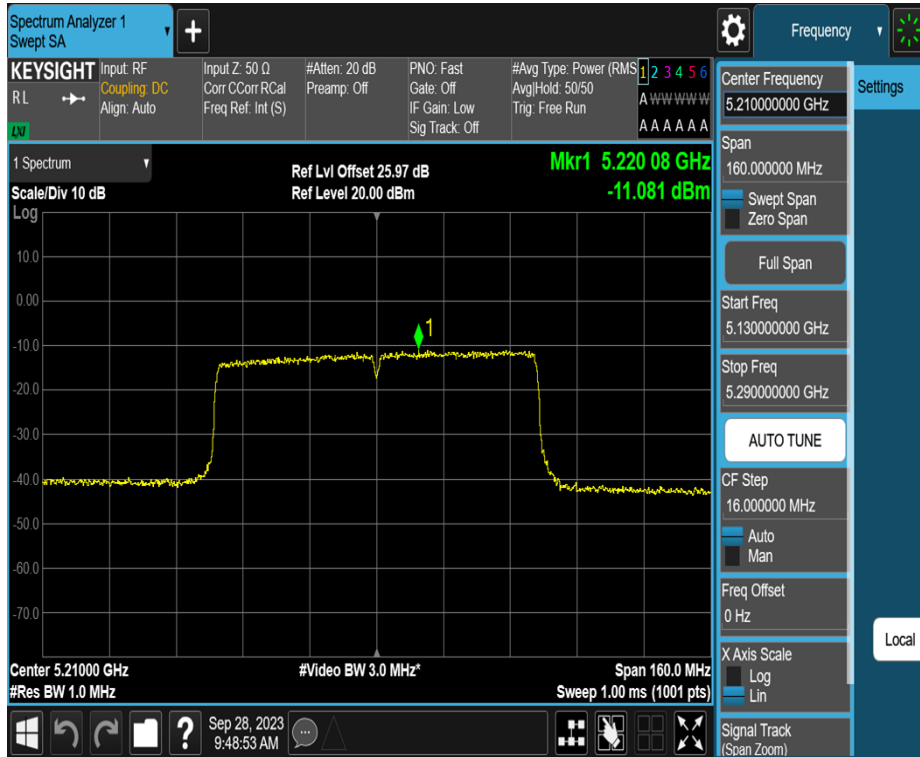 Spectrum Analyzer 1
Swept SA
+
Frequency
KEYSIGHT
R L
LXI
Input: RF
Coupling: DC
Align: Auto
Input Z: 50 Ω
Corr CCorr RCal
Freq Ref: Int (S)
#Atten: 20 dB
Preamp: Off
PNO: Fast
Gate: Off
IF Gain: Low
Sig Track: Off
#Avg Type: Power (RMS
Avg|Hold: 50/50
Trig: Free Run
1 2 3 4 5 6
A W W W W W
A A A A A A
1 Spectrum
Scale/Div 10 dB
Ref Lvl Offset 25.97 dB
Ref Level 20.00 dBm
Mkr1 5.220 08 GHz
-11.081 dBm
Log
10.0
0.00
-10.0
-20.0
-30.0
-40.0
-50.0
-60.0
-70.0
1
Center 5.21000 GHz
#Res BW 1.0 MHz
#Video BW 3.0 MHz*
Span 160.0 MHz
Sweep 1.00 ms (1001 pts)
?
Sep 28, 2023
9:48:53 AM
Center Frequency
5.210000000 GHz
Span
160.000000 MHz
Swept Span
Zero Span
Full Span
Start Freq
5.130000000 GHz
Stop Freq
5.290000000 GHz
AUTO TUNE
CF Step
16.000000 MHz
Auto
Man
Freq Offset
0 Hz
X Axis Scale
Log
Lin
Signal Track
(Span Zoom)
Settings
Local